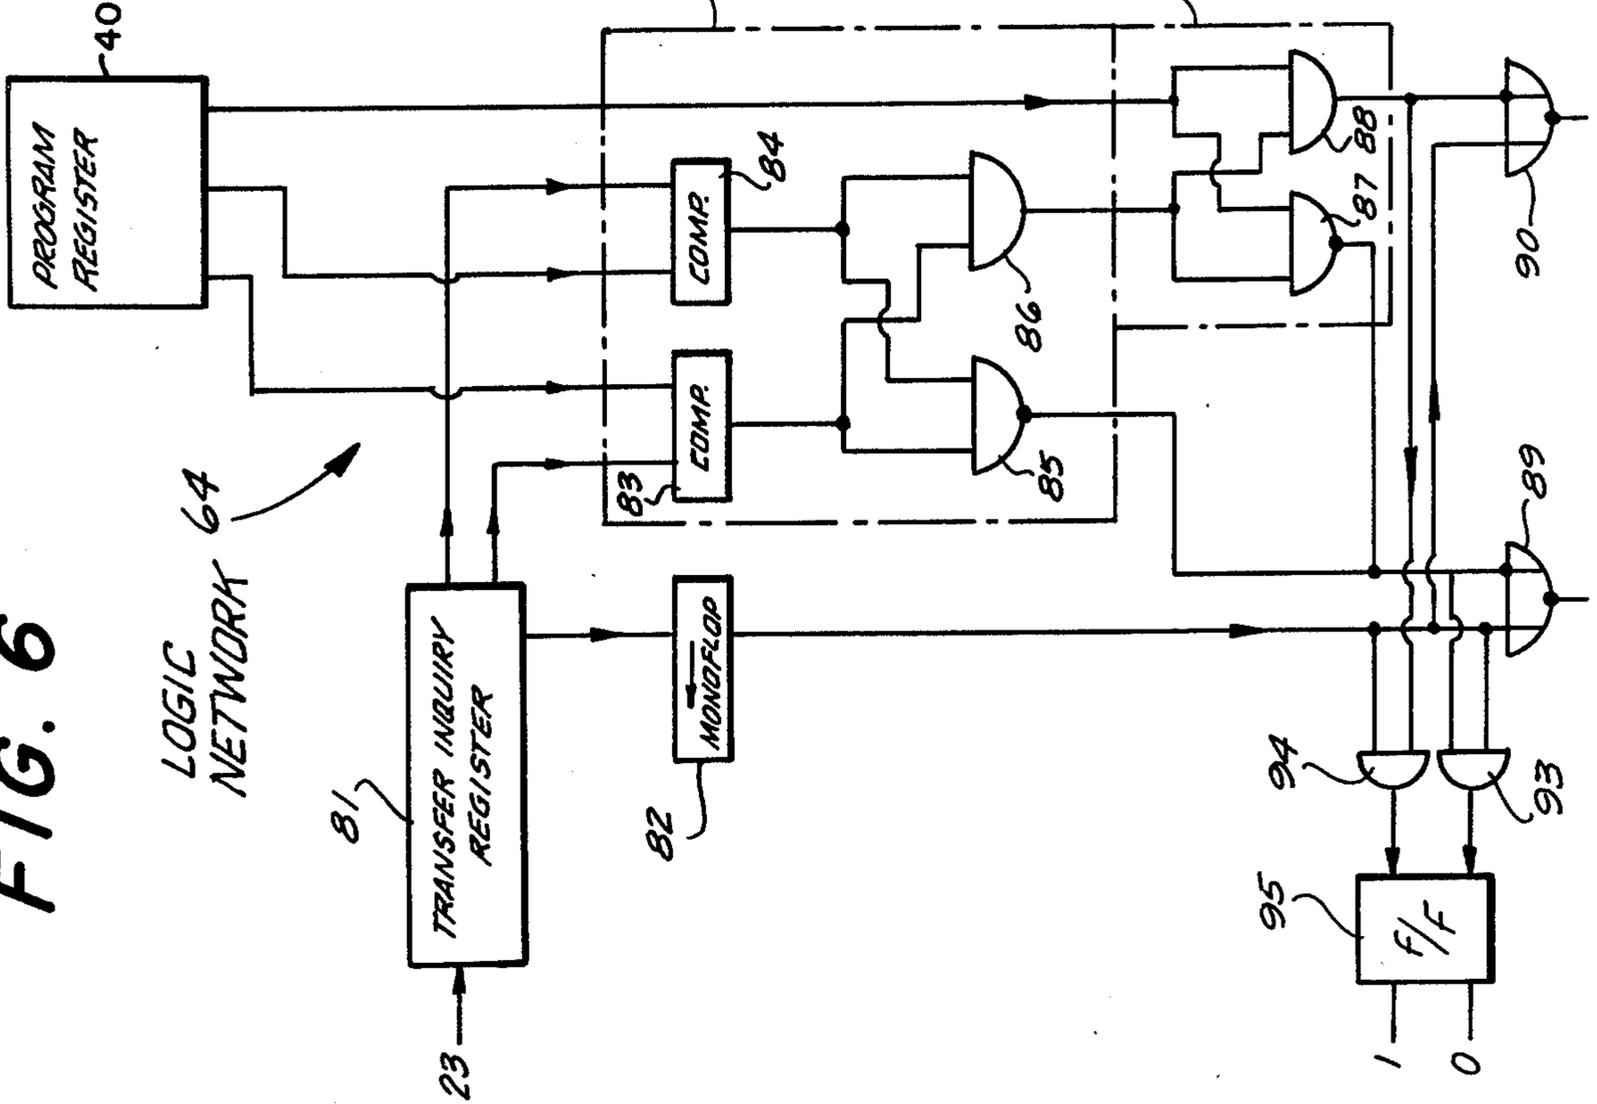 FIG. 6
LOGIC
NETWORK 64
PROGRAM
REGISTER
40
81
TRANSFER INQUIRY
REGISTER
23
82
MONOFLOP
83
COMP.
84
COMP.
85
86
87
88
89
90
94
93
95
F/F
1
0